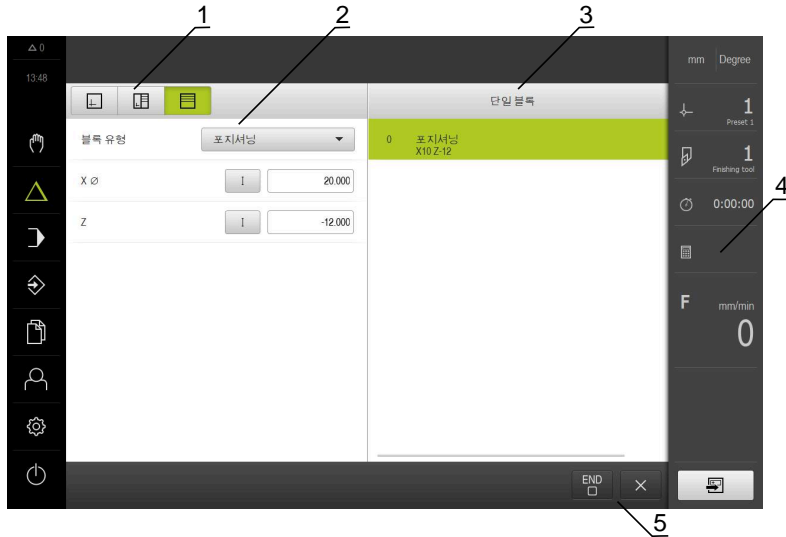 1
2
3
△ 0
13:48
mm Degree
단일 블록
블록 유형
포지셔닝
0 포지셔닝
X10 Z-12
1
Preset 1
X ⌀
I
20.000
1
Finishing tool
Z
I
-12.000
0:00:00
4
F mm/min
0
END
5